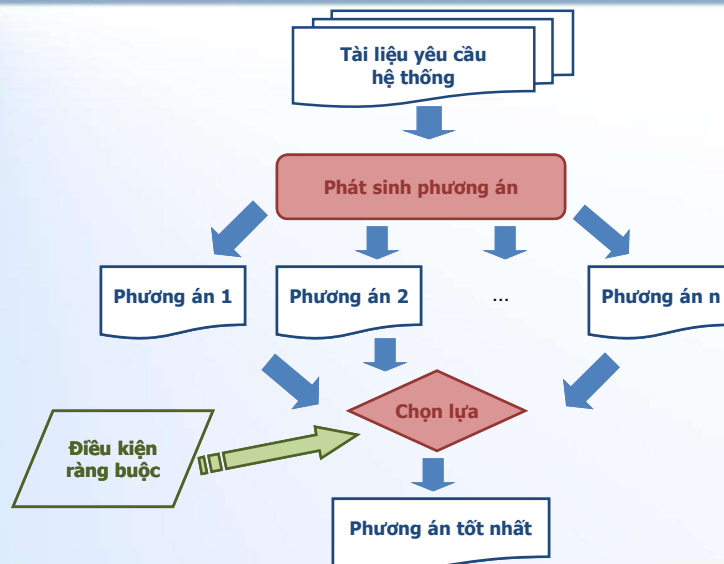 Tài liệu yêu cầu
hệ thống
Phát sinh phương án
Phương án 1
Phương án 2
...
Phương án n
Chọn lựa
Điều kiện
ràng buộc
Phương án tốt nhất